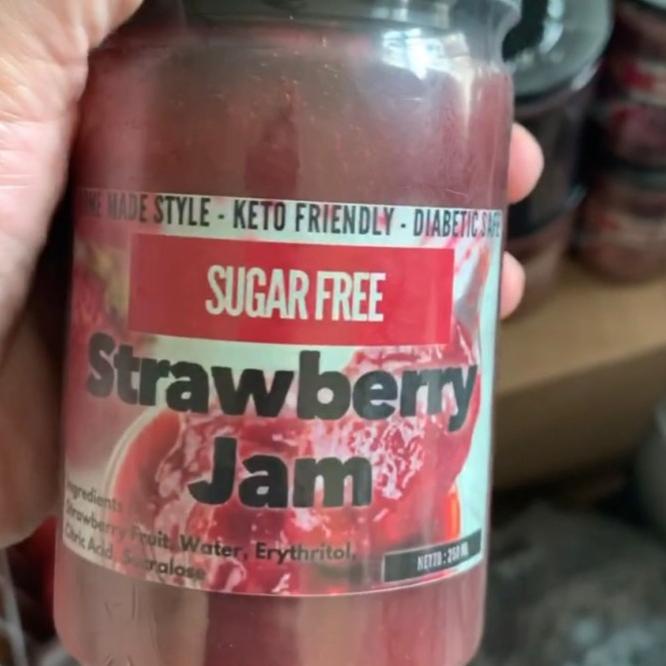 MADE STYLE - KETO FRIENDLY - DIABETIC SAFE
SUGAR FREE
Strawberry
Jam
Ingredients
Strawberry Fruit, Water, Erythritol,
Citric Acid, Sucralose
NETTO : 250 ML